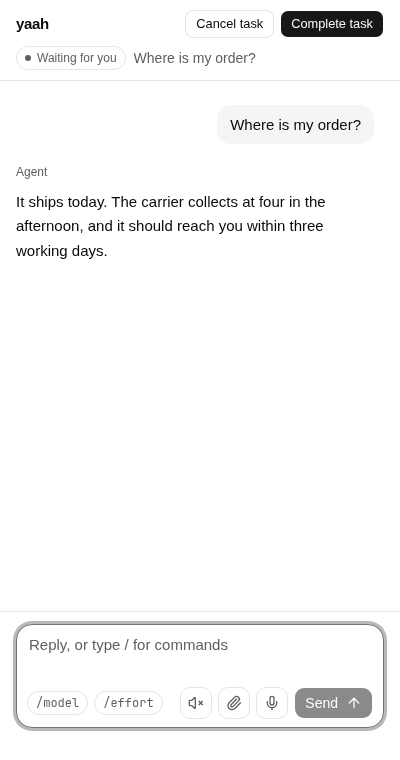 yaah
Cancel task
Complete task
Waiting for you
Where is my order?
Where is my order?
Agent
It ships today. The carrier collects at four in the
afternoon, and it should reach you within three
working days.
Reply, or type / for commands
/model
/effort
Send